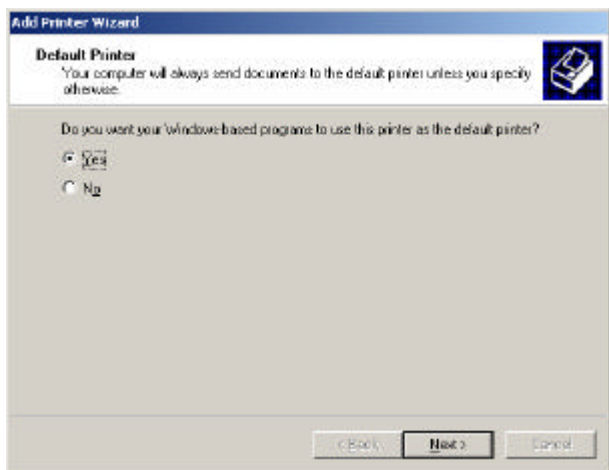 Add Printer Wizard
Default Printer
Your computer will always send documents to the default printer unless you specify
otherwise.
Do you want your Windows-based programs to use this printer as the default printer?
Yes
No
< Back Next > Cancel